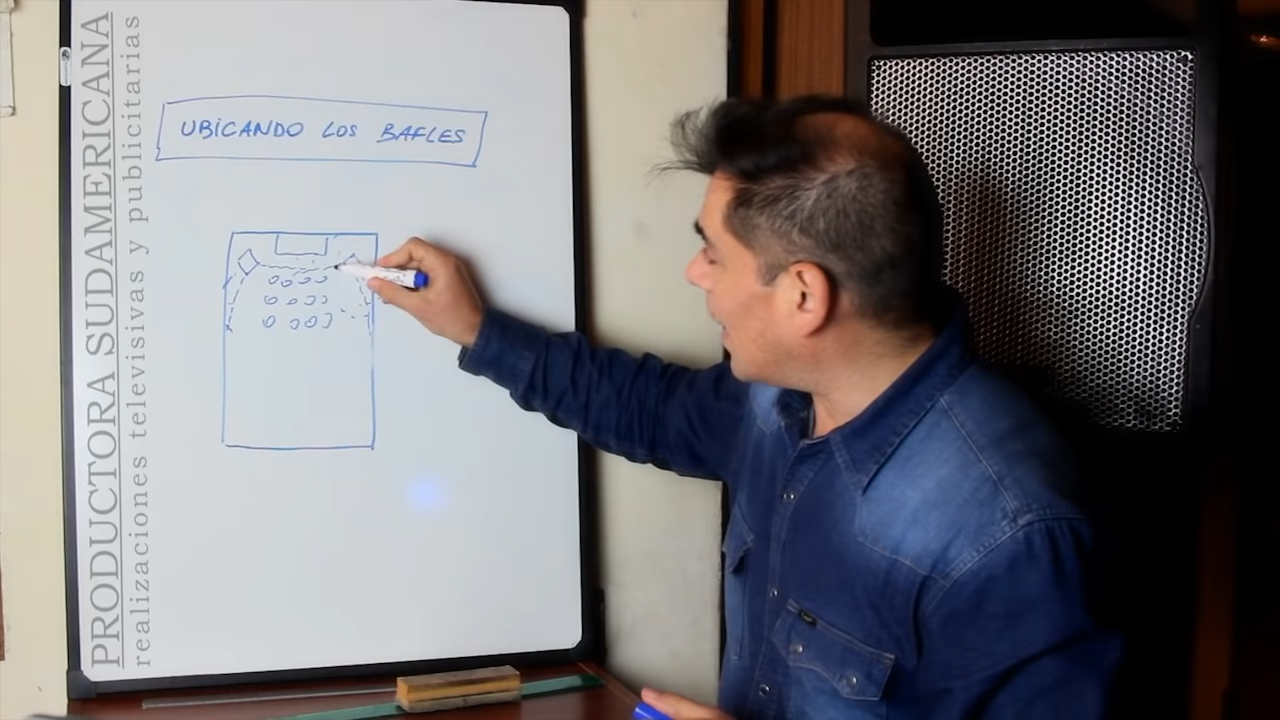 PRODUCTORA SUDAMERICANA
realizaciones televisivas y publicitarias
UBICANDO LOS BAFLES